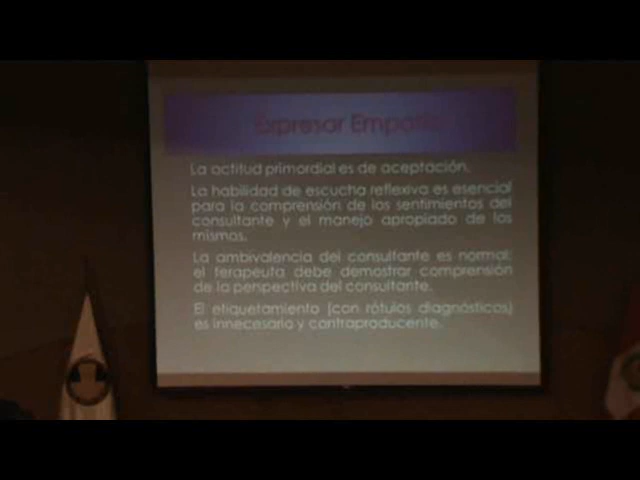 Expresar Empatía
La actitud primordial es de aceptación.
La habilidad de escucha reflexiva es esencial
para la comprensión de los sentimientos del
consultante y el manejo apropiado de los
mismos.
La ambivalencia del consultante es normal;
el terapeuta debe demostrar comprensión
de la perspectiva del consultante.
El etiquetamiento (con rótulos diagnósticos)
es innecesario y contraproducente.